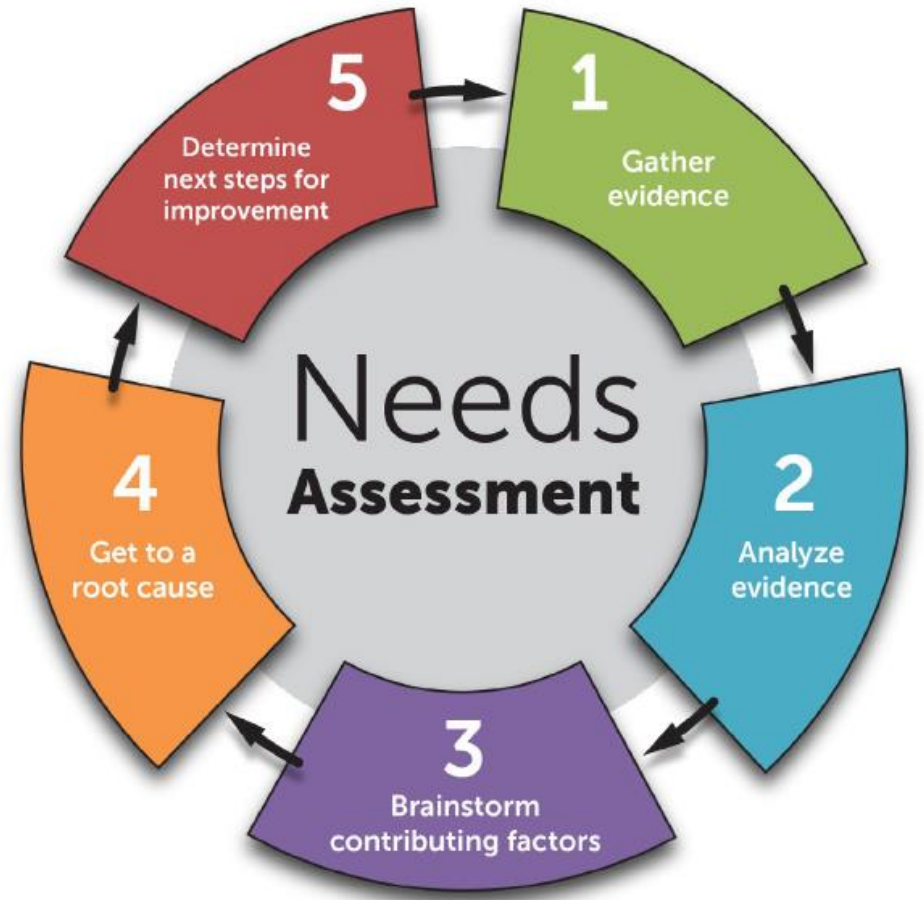 Needs
Assessment
1
Gather
evidence
2
Analyze
evidence
3
Brainstorm
contributing factors
4
Get to a
root cause
5
Determine
next steps for
improvement